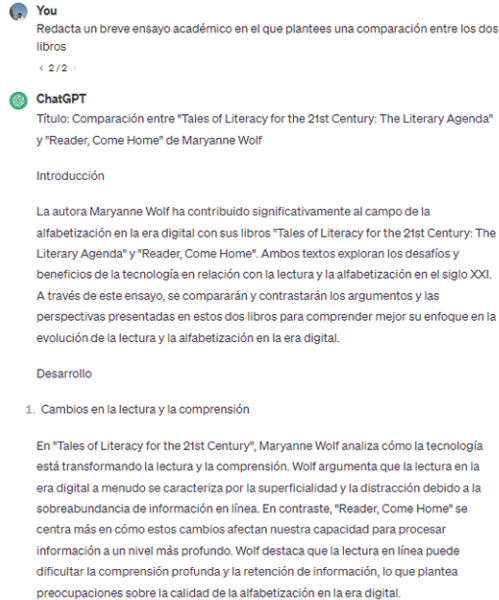 You
Redacta un breve ensayo académico en el que plantees una comparación entre los dos
libros
< 2/2 >
ChatGPT
Título: Comparación entre "Tales of Literacy for the 21st Century: The Literary Agenda"
y "Reader, Come Home" de Maryanne Wolf
Introducción
La autora Maryanne Wolf ha contribuido significativamente al campo de la
alfabetización en la era digital con sus libros "Tales of Literacy for the 21st Century: The
Literary Agenda" y "Reader, Come Home". Ambos textos exploran los desafíos y
beneficios de la tecnología en relación con la lectura y la alfabetización en el siglo XXI.
A través de este ensayo, se compararán y contrastarán los argumentos y las
perspectivas presentadas en estos dos libros para comprender mejor su enfoque en la
evolución de la lectura y la alfabetización en la era digital.
Desarrollo
1. Cambios en la lectura y la comprensión
En "Tales of Literacy for the 21st Century", Maryanne Wolf analiza cómo la tecnología
está transformando la lectura y la comprensión. Wolf argumenta que la lectura en la
era digital a menudo se caracteriza por la superficialidad y la distracción debido a la
sobreabundancia de información en línea. En contraste, "Reader, Come Home" se
centra más en cómo estos cambios afectan nuestra capacidad para procesar
información a un nivel más profundo. Wolf destaca que la lectura en línea puede
dificultar la comprensión profunda y la retención de información, lo que plantea
preocupaciones sobre la calidad de la alfabetización en la era digital.